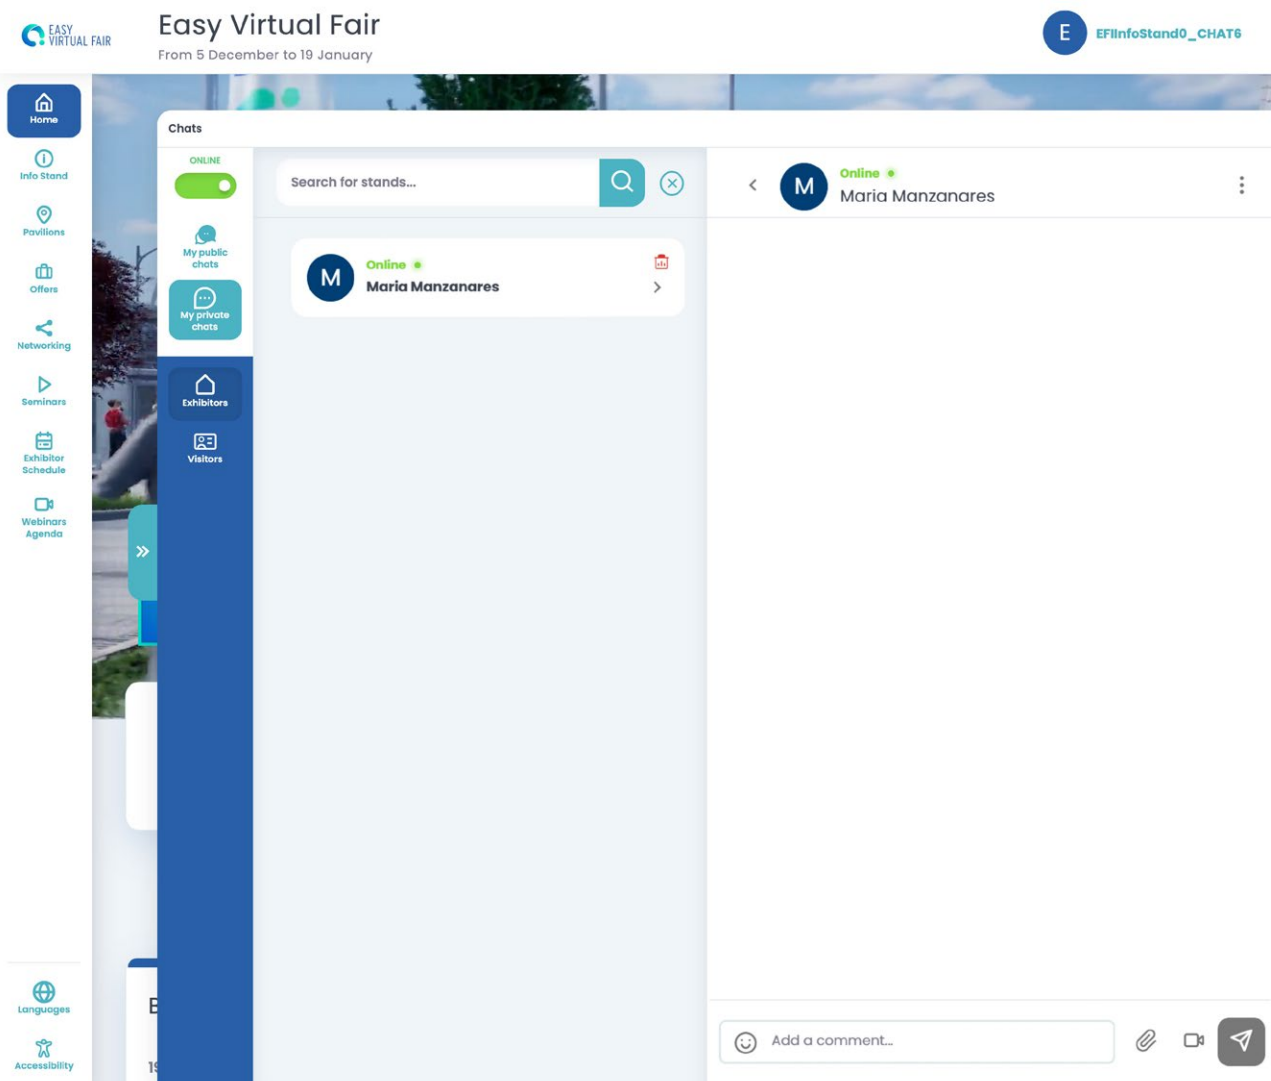 EASY
VIRTUAL FAIR
Easy Virtual Fair
From 5 December to 19 January
E
EFIInfoStand0_CHAT6
Home
Info Stand
Pavilions
Offers
Networking
Seminars
Exhibitor
Schedule
Webinars
Agenda
Languages
Accessibility
Chats
ONLINE
My public
chats
My private
chats
Exhibitors
Visitors
Search for stands...
M
Online
Maria Manzanares
M
Online
Maria Manzanares
Add a comment...